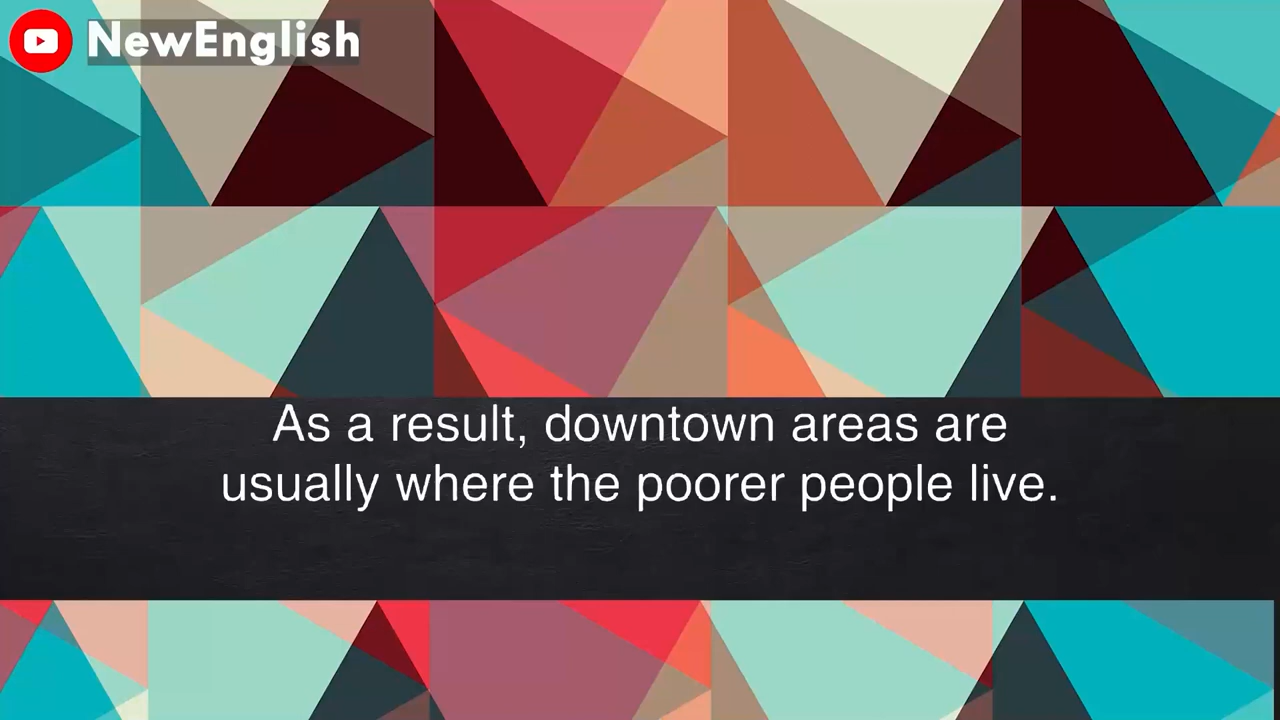 NewEnglish
As a result, downtown areas are
usually where the poorer people live.